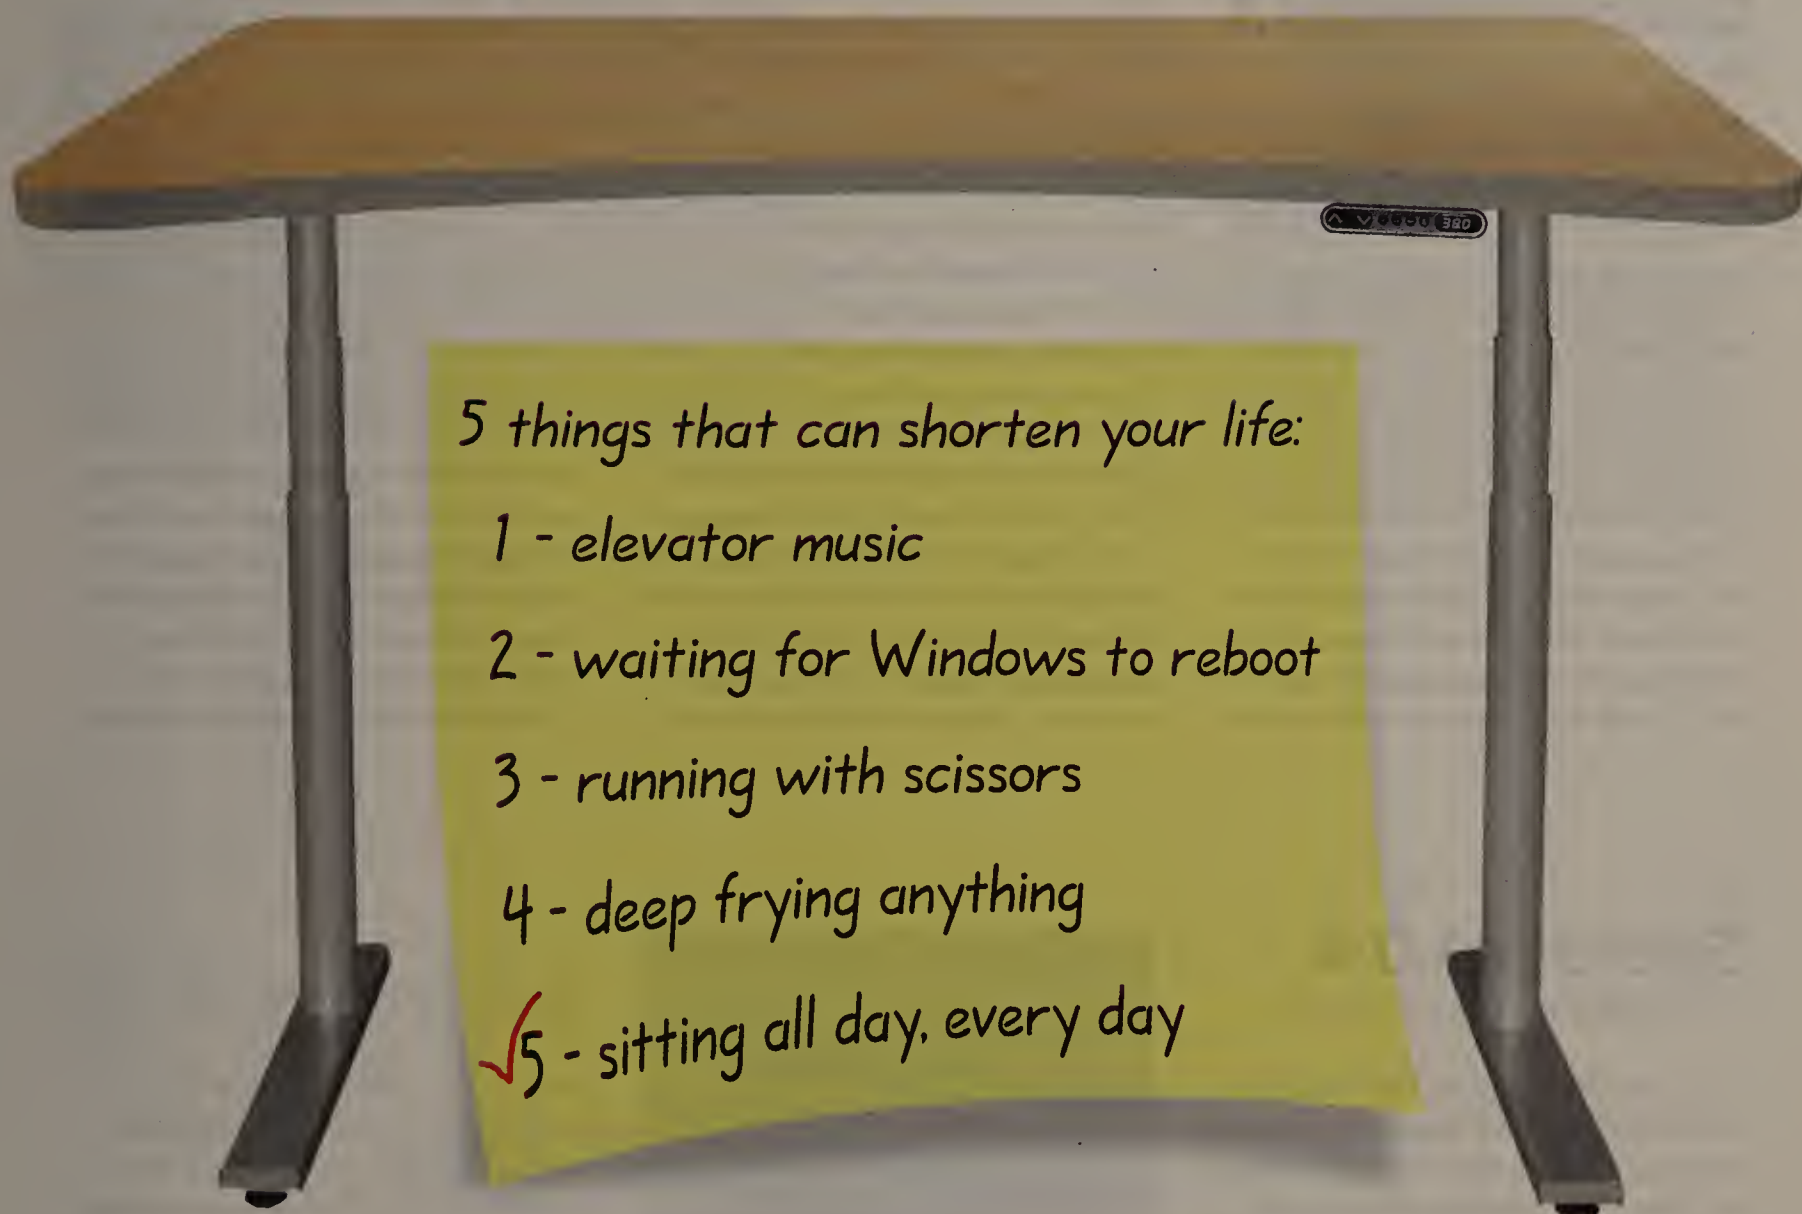 380
5 things that can shorten your life:
1 - elevator music
2 - waiting for Windows to reboot
3 - running with scissors
4 - deep frying anything
√5 - sitting all day, every day